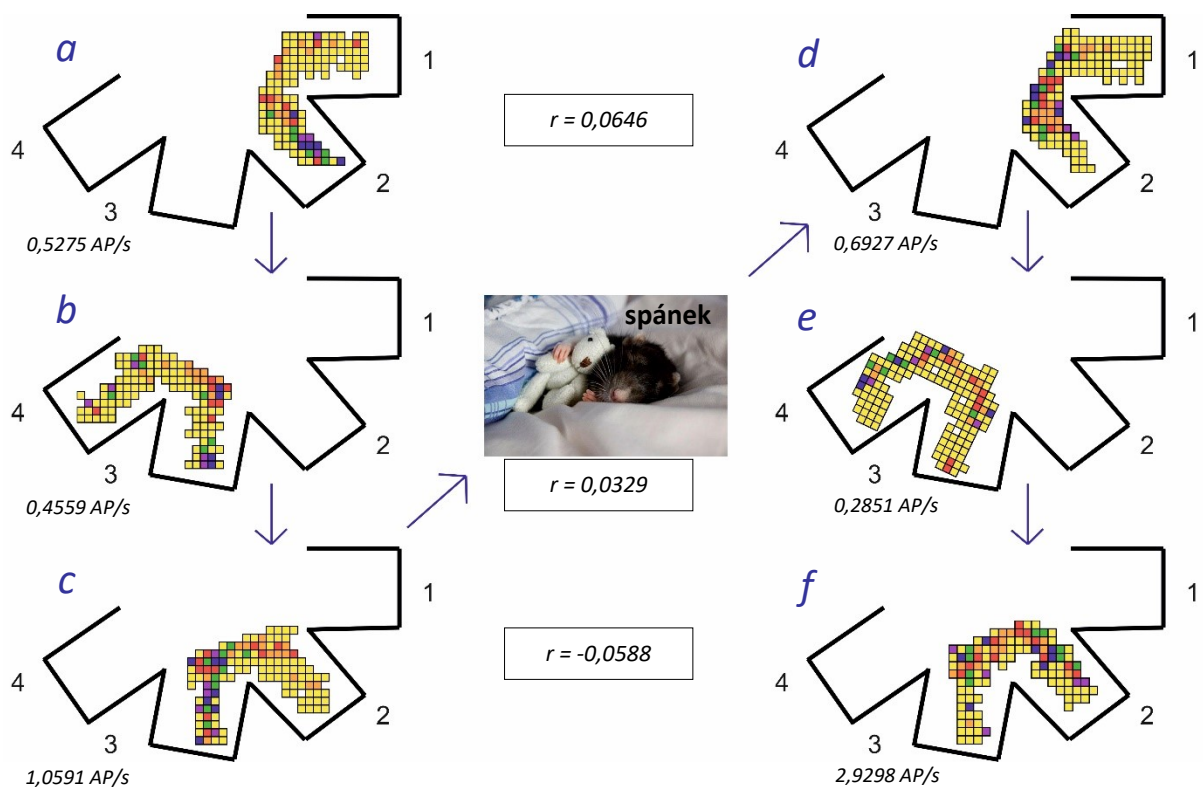 a
1
4
2
3
0,5275 AP/s
r = 0,0646
d
1
4
2
3
0,6927 AP/s
b
1
4
2
3
0,4559 AP/s
spánek
r = 0,0329
e
1
4
2
3
0,2851 AP/s
c
1
4
2
3
1,0591 AP/s
r = -0,0588
f
1
4
2
3
2,9298 AP/s